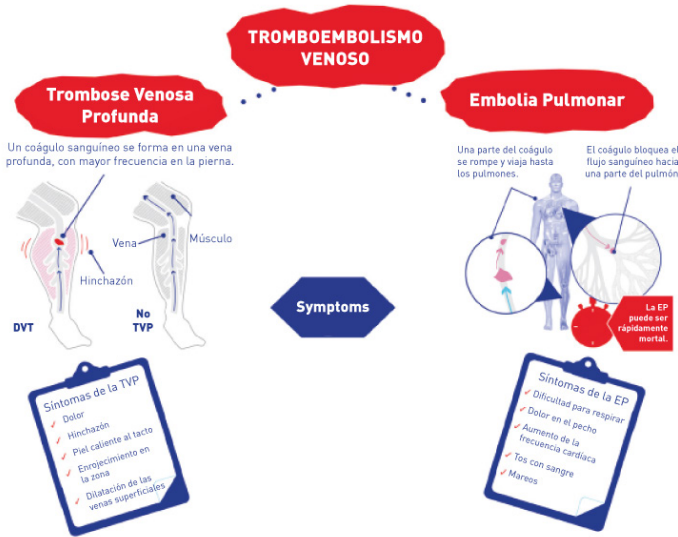 TROMBOEMBOLISMO
VENOSO
Trombose Venosa
Profunda
Un coágulo sanguíneo se forma en una vena
profunda, con mayor frecuencia en la pierna.
Vena
Músculo
Hinchazón
DVT
No
TVP
Embolia Pulmonar
Una parte del coágulo
se rompe y viaja hasta
los pulmones.
El coágulo bloquea el
flujo sanguíneo hacia
una parte del pulmón
La EP
puede ser
rápidamente
mortal.
Symptoms
Síntomas de la TVP
✓ Dolor
✓ Hinchazón
✓ Piel caliente al tacto
✓ Enrojecimiento en
la zona
✓ Dilatación de las
venas superficiales
Síntomas de la EP
✓ Dificultad para respirar
✓ Dolor en el pecho
✓ Aumento de la
frecuencia cardíaca
✓ Tos con sangre
✓ Mareos